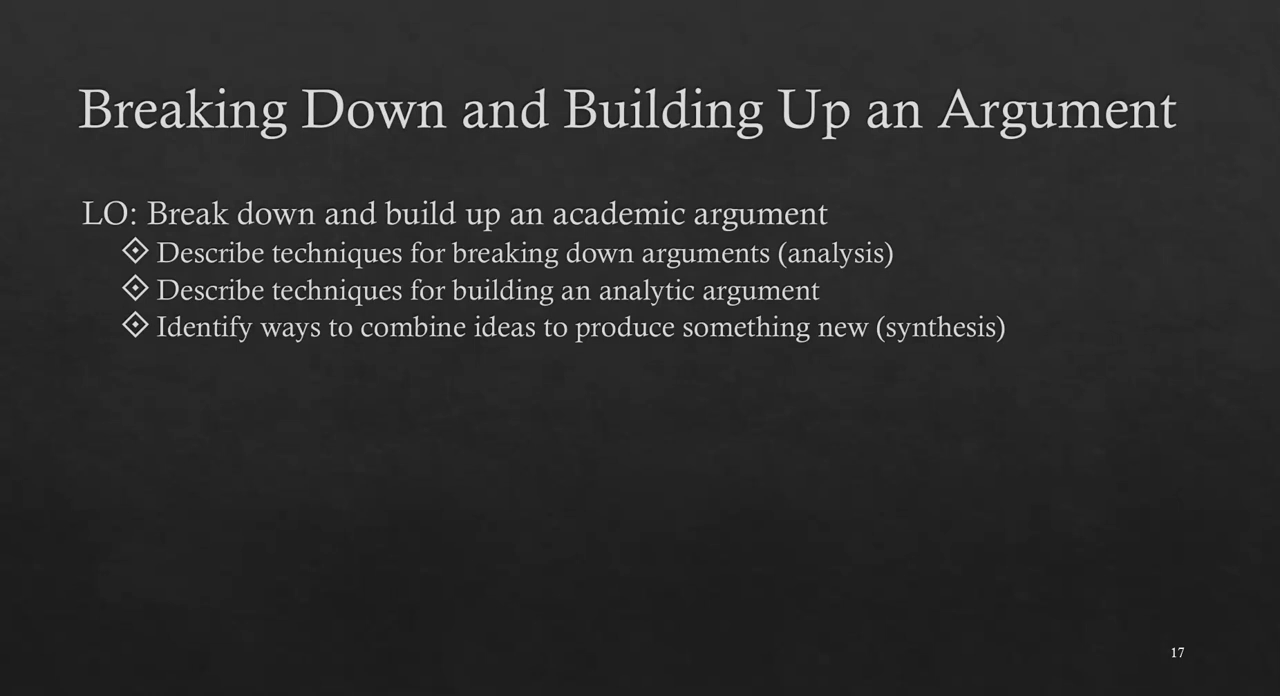 Breaking Down and Building Up an Argument
LO: Break down and build up an academic argument
Describe techniques for breaking down arguments (analysis)
Describe techniques for building an analytic argument
Identify ways to combine ideas to produce something new (synthesis)
17